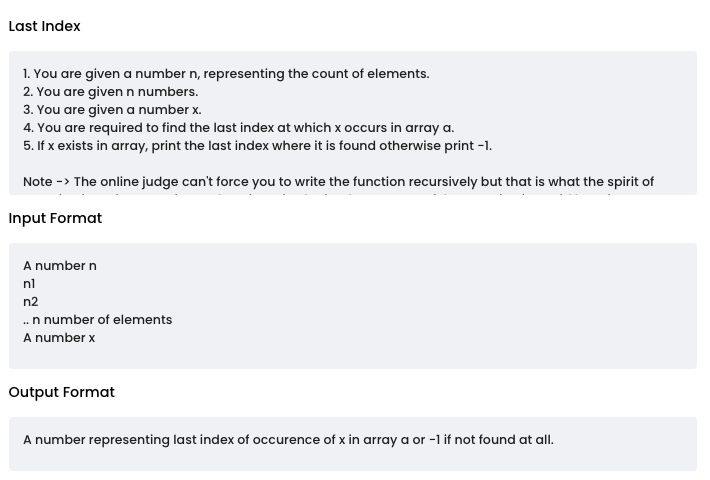 Last Index
1. You are given a number n, representing the count of elements.
2. You are given n numbers.
3. You are given a number x.
4. You are required to find the last index at which x occurs in array a.
5. If x exists in array, print the last index where it is found otherwise print -1.
Note -> The online judge can't force you to write the function recursively but that is what the spirit of
Input Format
A number n
n1
n2
.. n number of elements
A number x
Output Format
A number representing last index of occurence of x in array a or -1 if not found at all.